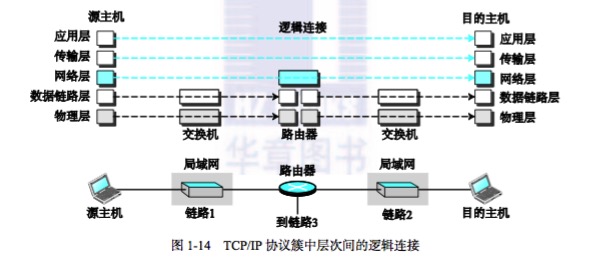 源主机
目的主机
应用层
逻辑连接
应用层
传输层
传输层
网络层
网络层
数据链路层
数据链路层
物理层
物理层
交换机
路由器
交换机
华章图书
局域网
路由器
局域网
源主机
链路1
链路2
目的主机
到链路3
图 1-14 TCP/IP 协议簇中层次间的逻辑连接